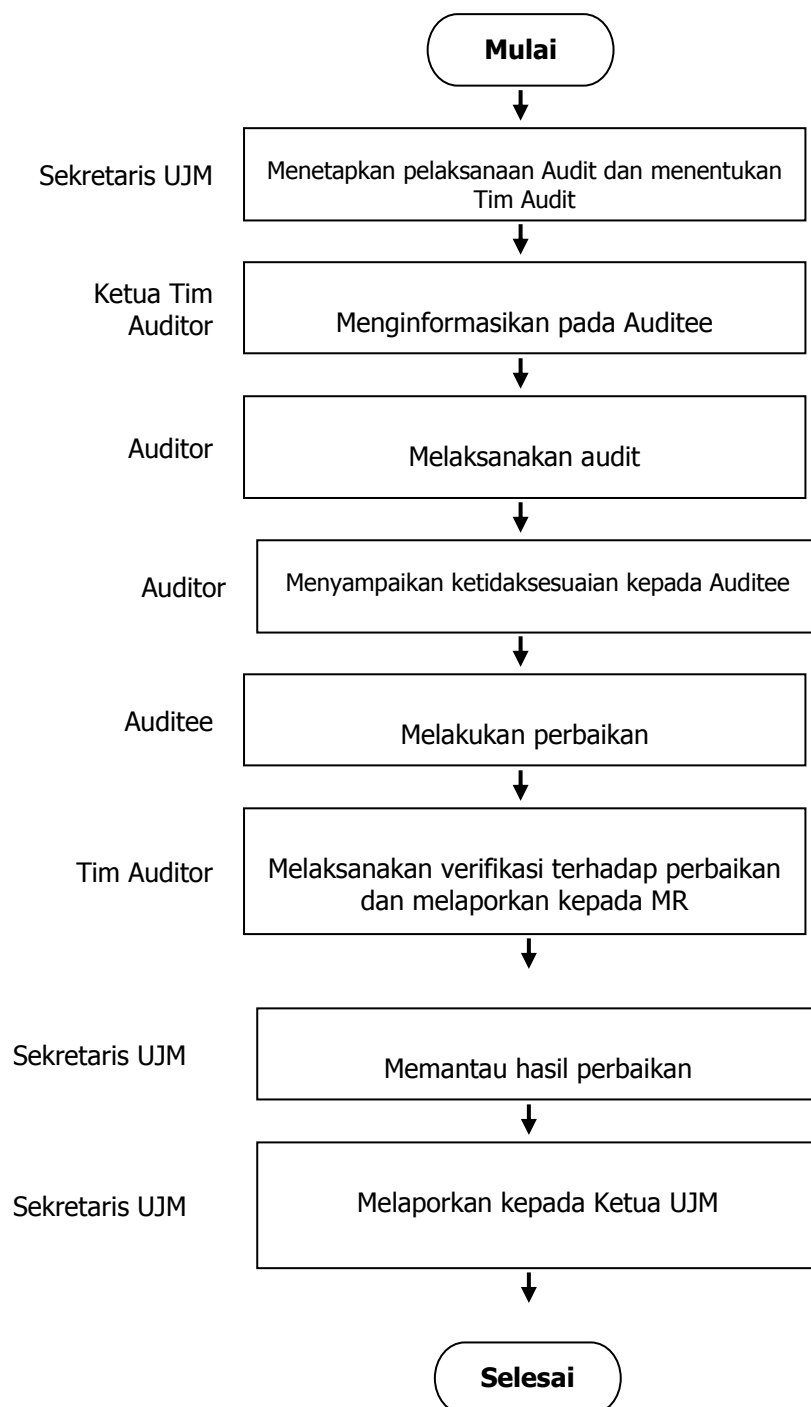 Mulai
Sekretaris UJM
Menetapkan pelaksanaan Audit dan menentukan
Tim Audit
Ketua Tim
Auditor
Menginformasikan pada Auditee
Auditor
Melaksanakan audit
Auditor
Menyampaikan ketidaksesuaian kepada Auditee
Auditee
Melakukan perbaikan
Tim Auditor
Melaksanakan verifikasi terhadap perbaikan
dan melaporkan kepada MR
Sekretaris UJM
Memantau hasil perbaikan
Sekretaris UJM
Melaporkan kepada Ketua UJM
Selesai